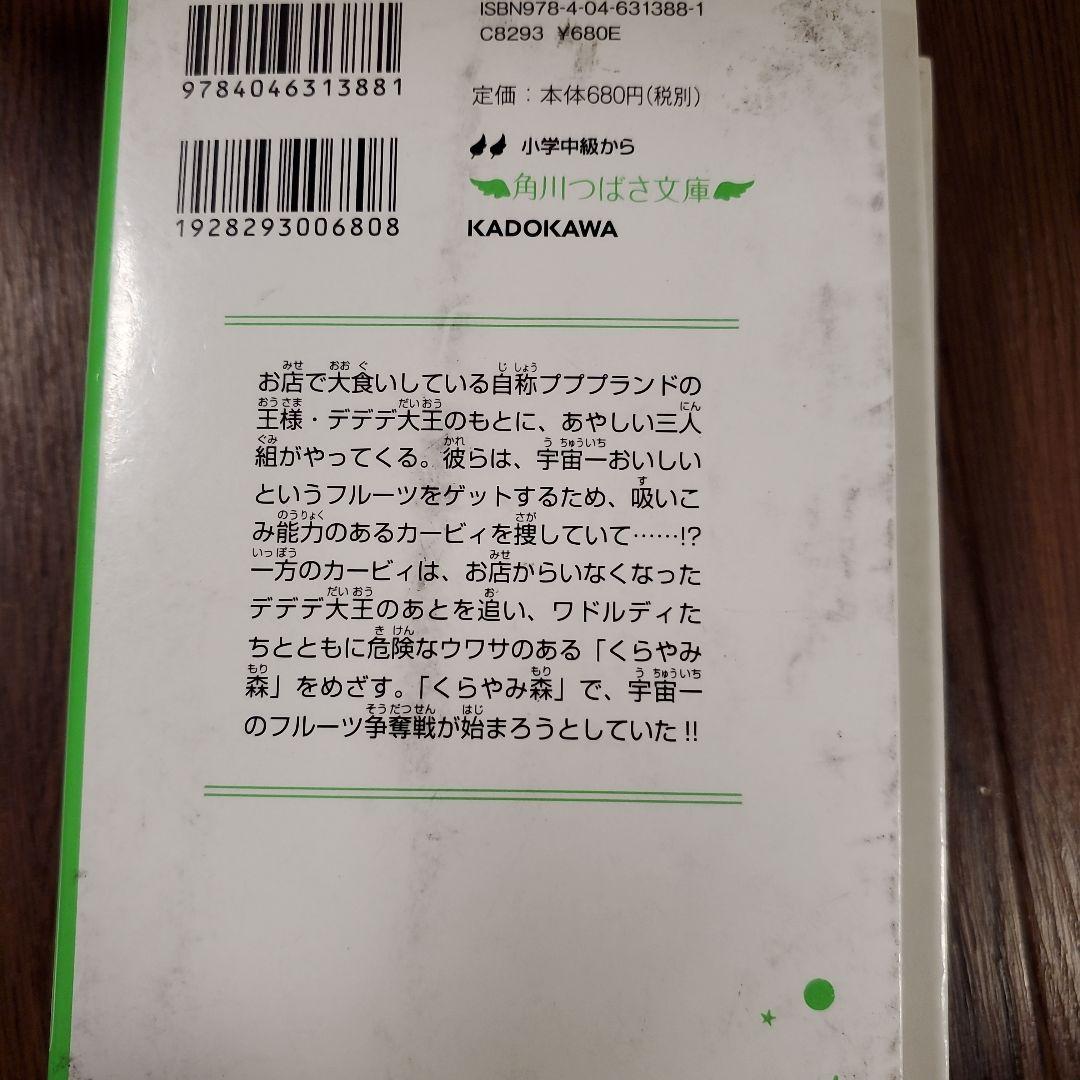 ISBN978-4-04-631388-1
C8293 ¥680E
9784046313881
定価：本体680円(税別)
小学中級から
角川つばさ文庫
1928293006808
KADOKAWA
お店で大食いしている自称プププランドの
王様・デデデ大王のもとに、あやしい三人
組がやってくる。彼らは、宇宙一おいしい
というフルーツをゲットするため、吸いこ
み能力のあるカービィを捜していて……!?
一方のカービィは、お店からいなくなった
デデデ大王のあとを追い、ワドルディた
ちとともに危険なウワサのある「くらやみ
森」をめざす。「くらやみ森」で、宇宙一
のフルーツ争奪戦が始まろうとしていた!!